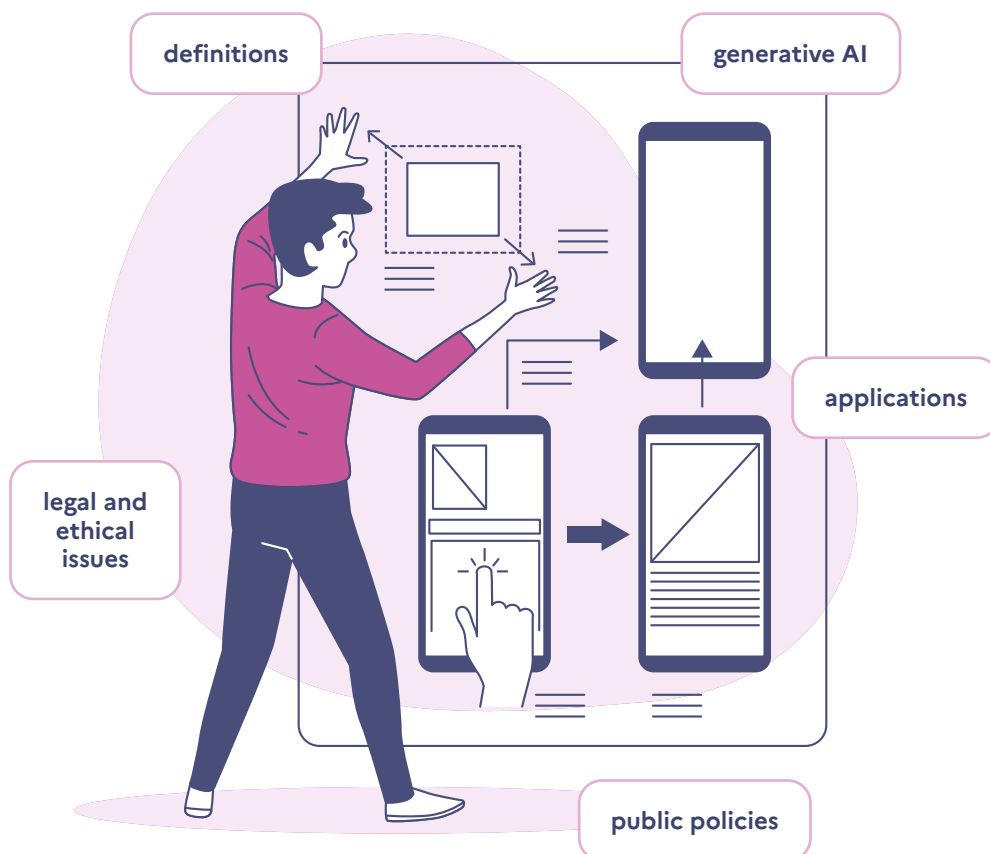 definitions
generative AI
applications
legal and
ethical
issues
public policies